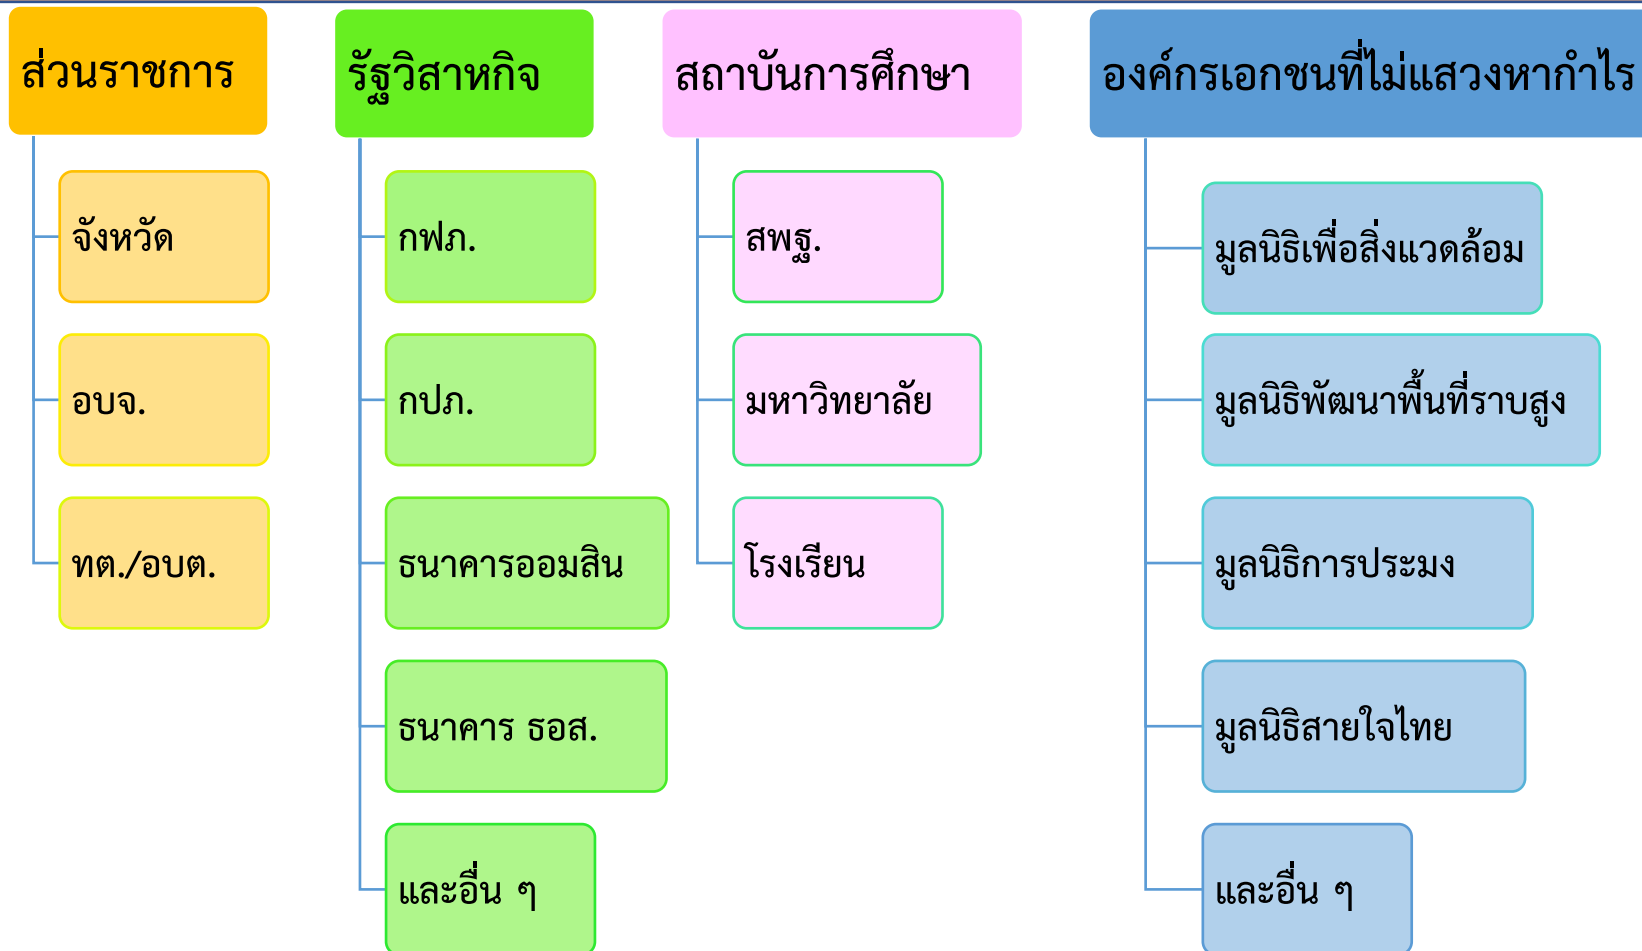 ส่วนราชการ
จังหวัด
อบจ.
ทต./อบต.
รัฐวิสาหกิจ
กฟภ.
กปภ.
ธนาคารออมสิน
ธนาคาร ธอส.
และอื่น ๆ
สถาบันการศึกษา
สพฐ.
มหาวิทยาลัย
โรงเรียน
องค์กรเอกชนที่ไม่แสวงหากำไร
มูลนิธิเพื่อสิ่งแวดล้อม
มูลนิธิพัฒนาพื้นที่ราบสูง
มูลนิธิการประมง
มูลนิธิสายใจไทย
และอื่น ๆ